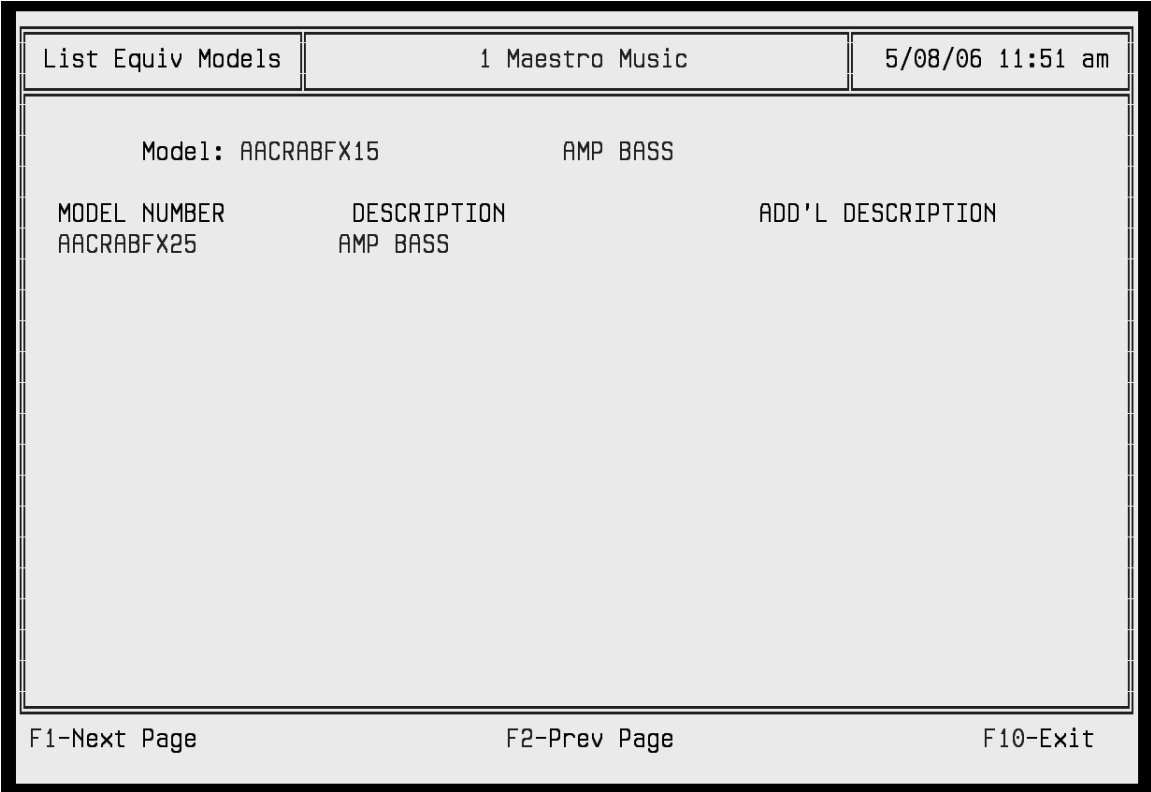 List Equiv Models 1 Maestro Music 5/08/06 11:51 am
Model: AACRABFX15 AMP BASS
MODEL NUMBER DESCRIPTION ADD'L DESCRIPTION
AACRABFX25 AMP BASS
F1-Next Page F2-Prev Page F10-Exit